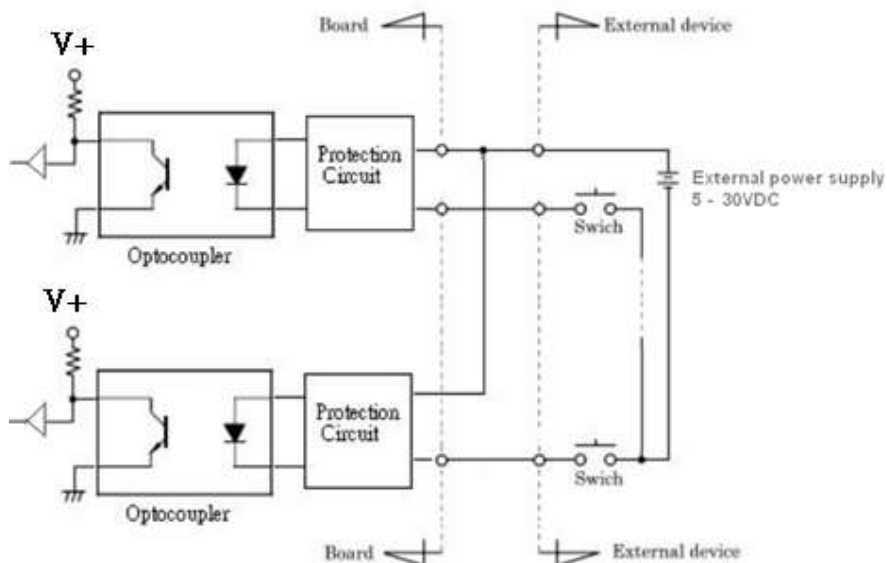 Board
External device
V+
Protection
Circuit
External power supply
5 - 30VDC
Swich
Optocoupler
V+
Protection
Circuit
Swich
Optocoupler
Board
External device